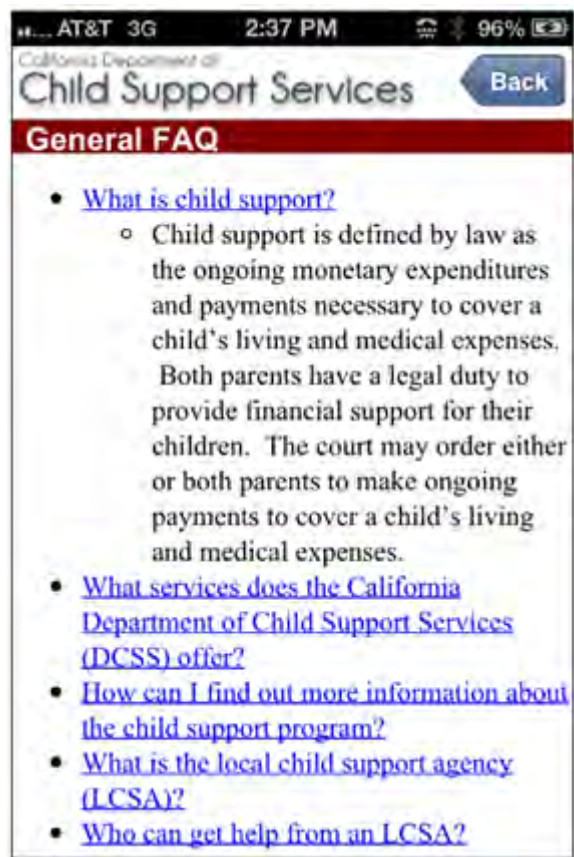 AT&T 3G 2:37 PM 96%
California Department of
Child Support Services
Back
General FAQ
• What is child support?
○ Child support is defined by law as
the ongoing monetary expenditures
and payments necessary to cover a
child's living and medical expenses.
Both parents have a legal duty to
provide financial support for their
children. The court may order either
or both parents to make ongoing
payments to cover a child's living
and medical expenses.
• What services does the California
Department of Child Support Services
(DCSS) offer?
• How can I find out more information about
the child support program?
• What is the local child support agency
(LCSA)?
• Who can get help from an LCSA?